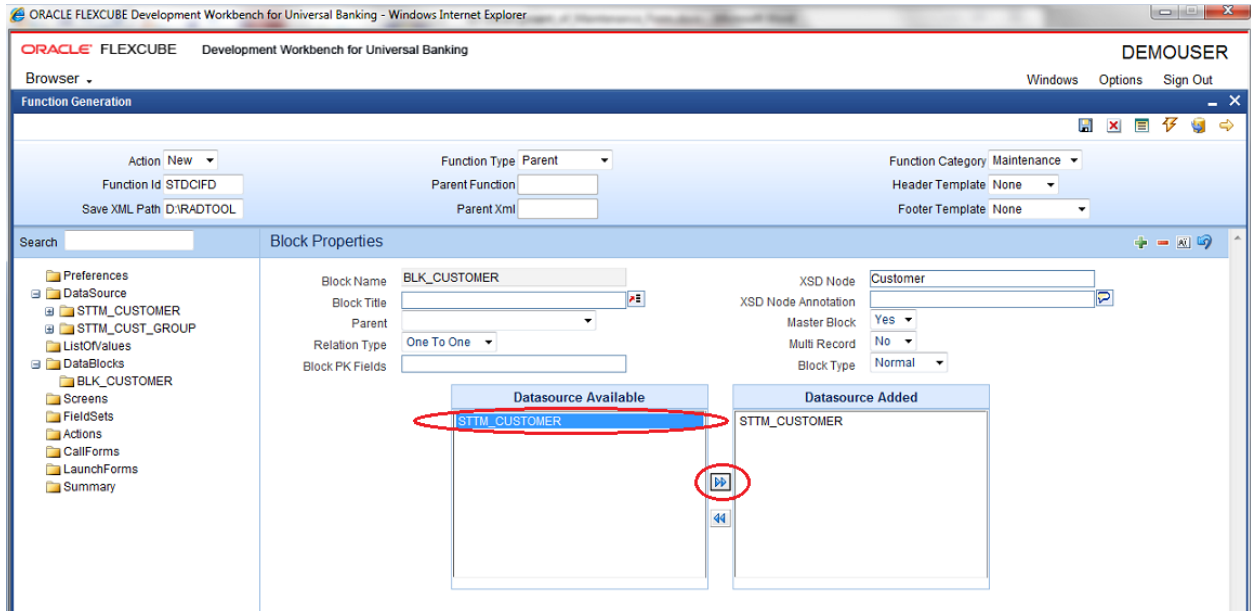 ORACLE FLEXCUBE Development Workbench for Universal Banking - Windows Internet Explorer
ORACLE FLEXCUBE Development Workbench for Universal Banking DEMOUSER
Browser Windows Options Sign Out
Function Generation
Action New Function Type Parent Function Category Maintenance
Function Id STDCIFD Parent Function Header Template None
Save XML Path D:\RADTOOL Parent Xml Footer Template None
Search Block Properties
Preferences
DataSource
STTM_CUSTOMER
STTM_CUST_GROUP
ListOfValues
DataBlocks
BLK_CUSTOMER
Screens
FieldSets
Actions
CallForms
LaunchForms
Summary
Block Name BLK_CUSTOMER XSD Node Customer
Block Title XSD Node Annotation
Parent Master Block Yes
Relation Type One To One Multi Record No
Block PK Fields Block Type Normal
Datasource Available Datasource Added
STTM_CUSTOMER STTM_CUSTOMER